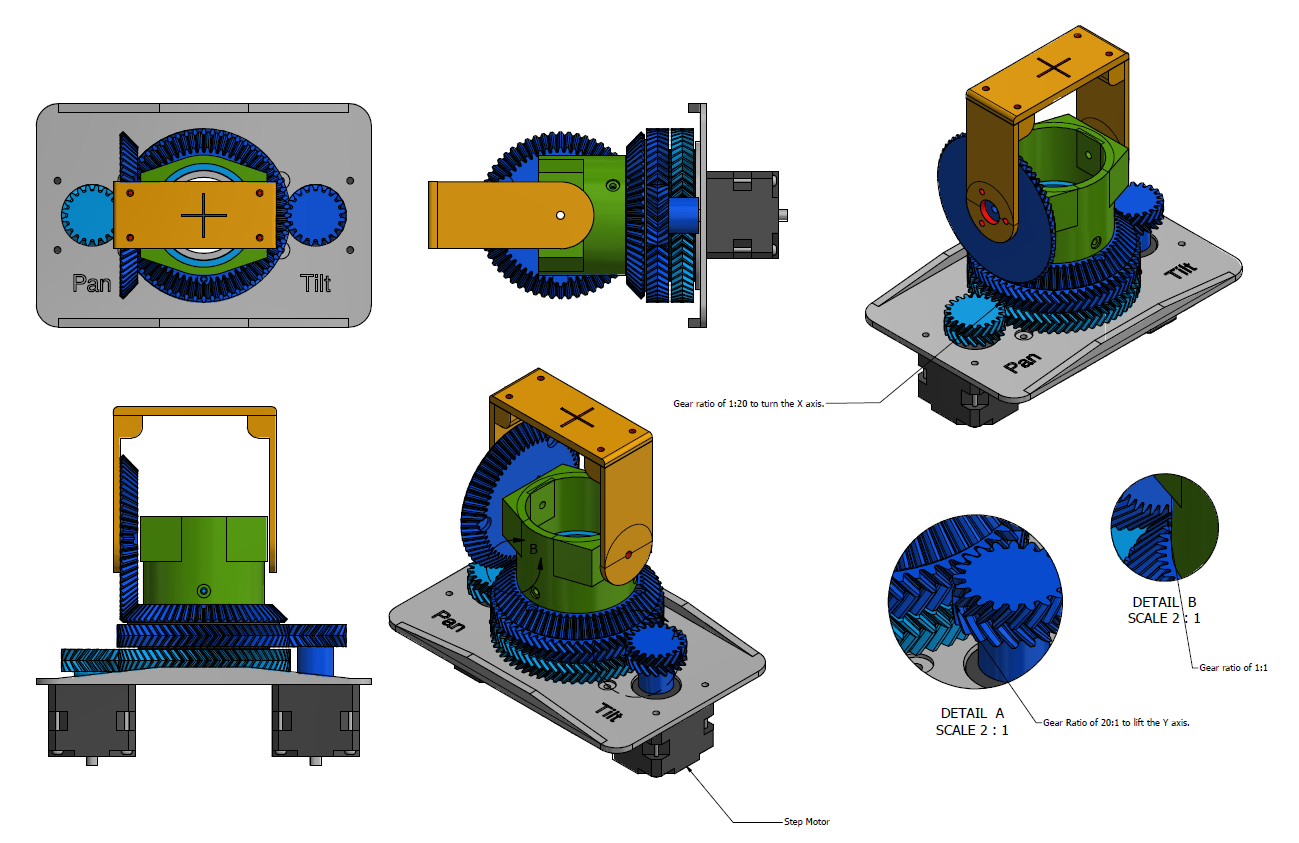 Pan
Tilt
Tilt
Pan
Gear ratio of 1:20 to turn the X axis.
B
Pan
Tilt
DETAIL A
SCALE 2 : 1
DETAIL B
SCALE 2 : 1
Gear ratio of 1:1
Gear Ratio of 20:1 to lift the Y axis.
Step Motor